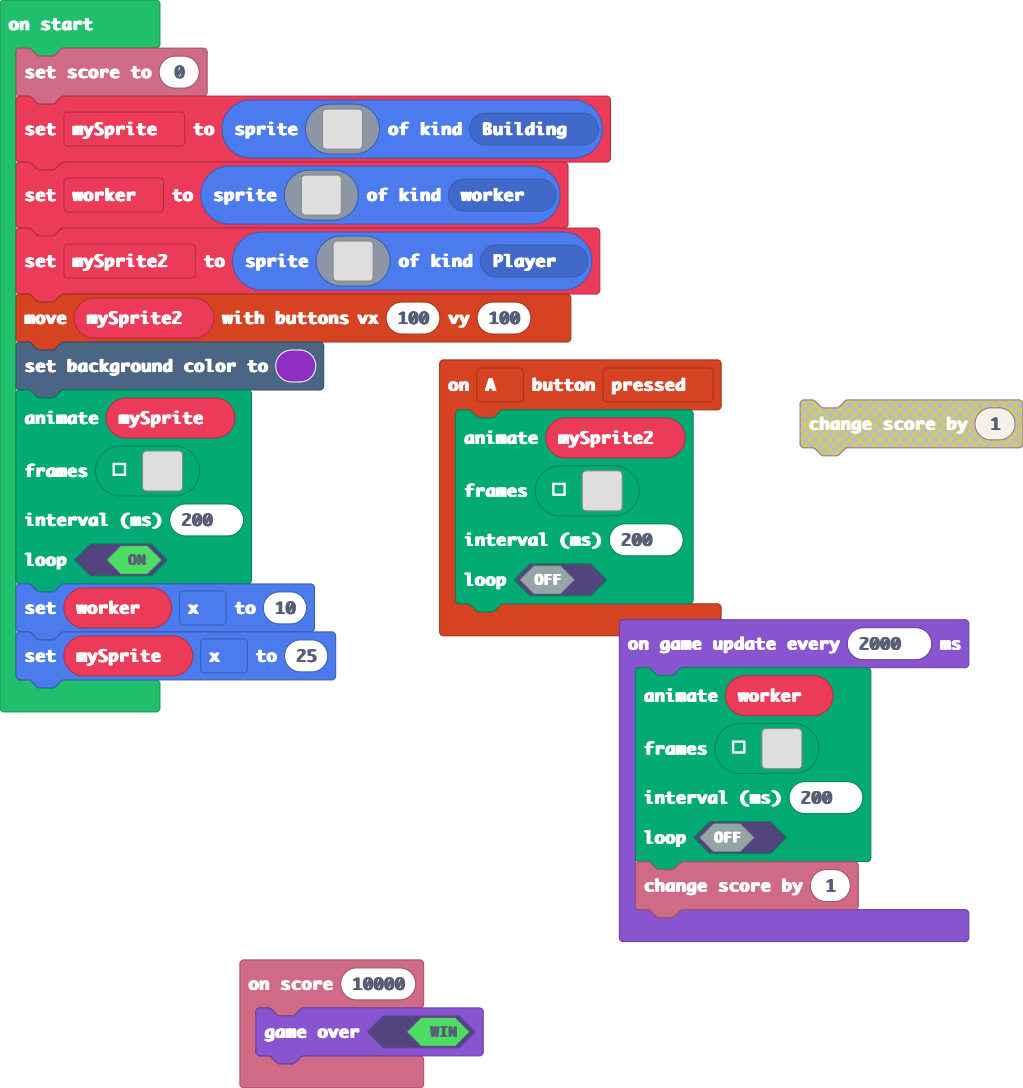 on start
set score to 0
set mySprite to sprite of kind Building
set worker to sprite of kind worker
set mySprite2 to sprite of kind Player
move mySprite2 with buttons vx 100 vy 100
set background color to
animate mySprite
frames
interval (ms) 200
loop ON
set worker x to 10
set mySprite x to 25
on A button pressed
animate mySprite2
frames
interval (ms) 200
loop OFF
change score by 1
on game update every 2000 ms
animate worker
frames
interval (ms) 200
loop OFF
change score by 1
on score 10000
game over WIN